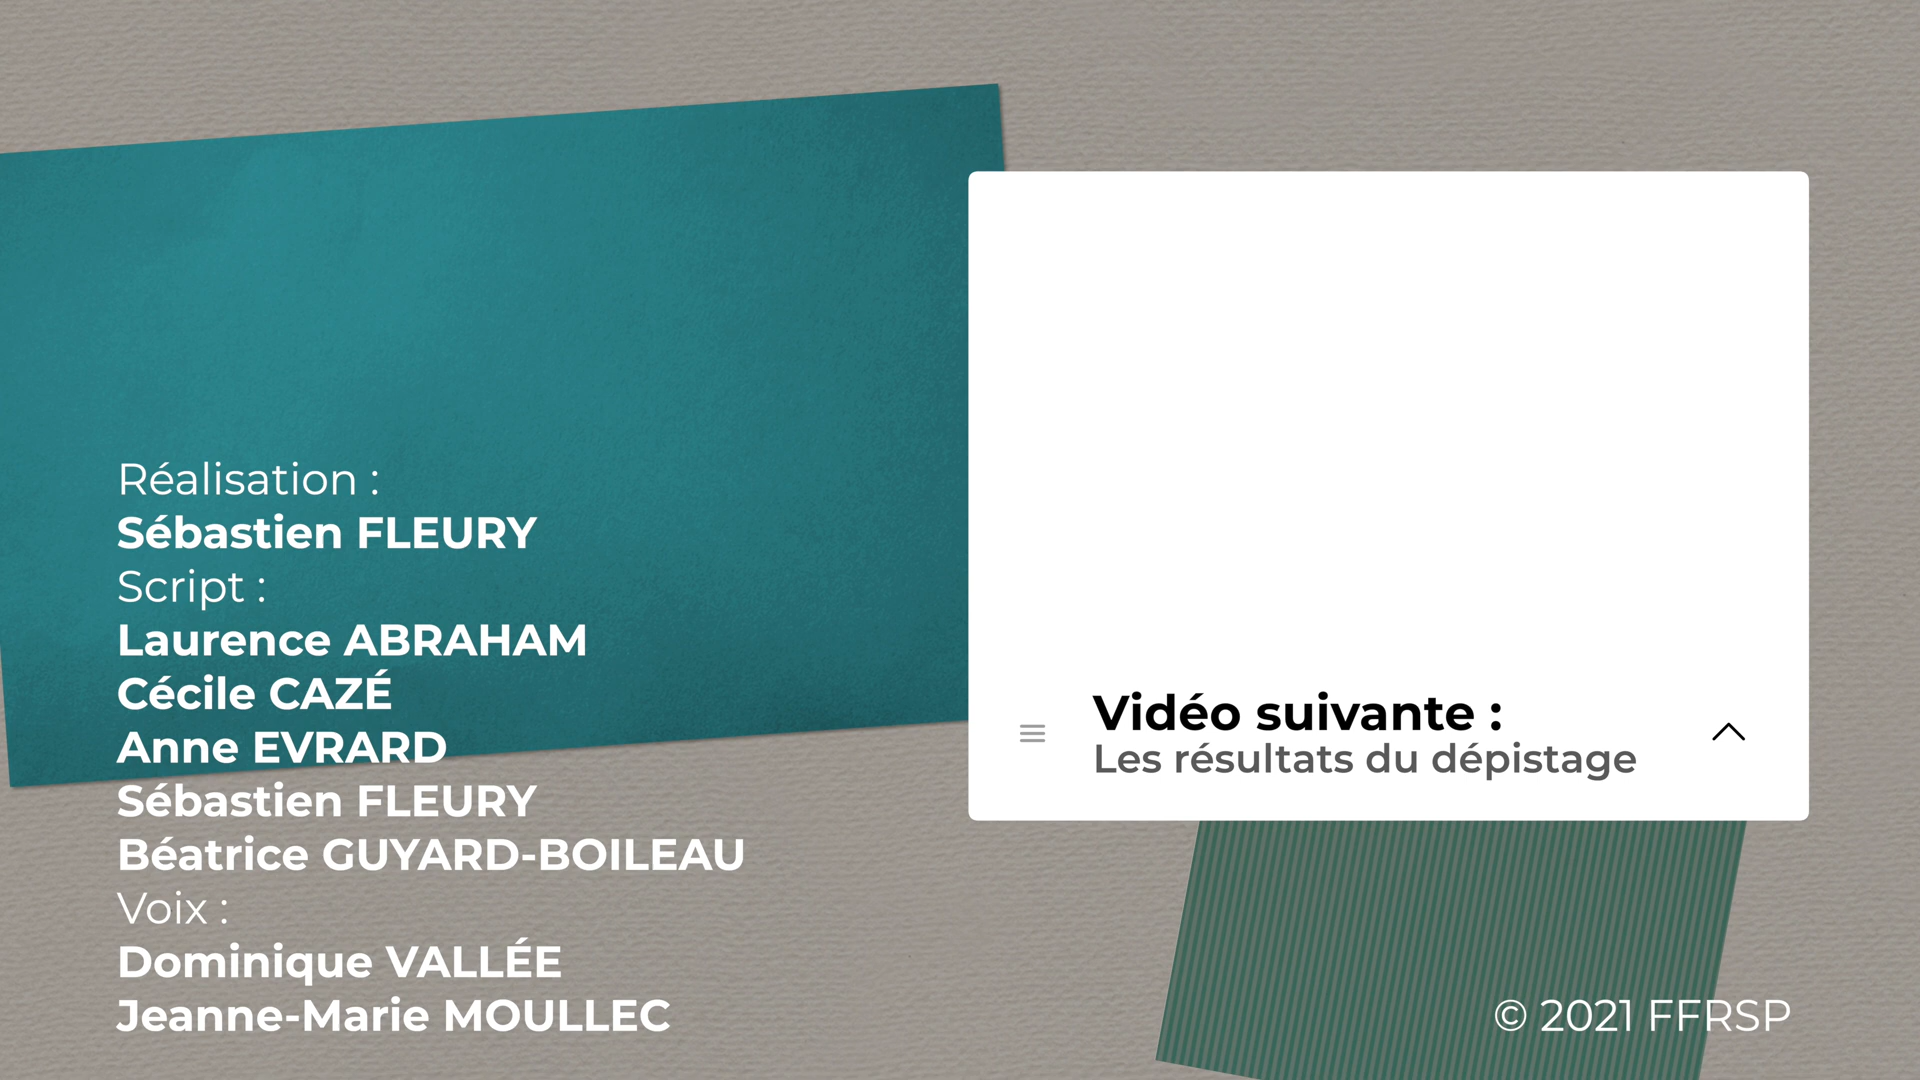 Réalisation :
Sébastien FLEURY
Script :
Laurence ABRAHAM
Cécile CAZÉ
Anne EVRARD
Sébastien FLEURY
Béatrice GUYARD-BOILEAU
Voix :
Dominique VALLÉE
Jeanne-Marie MOULLEC
Vidéo suivante :
Les résultats du dépistage
© 2021 FFRSP